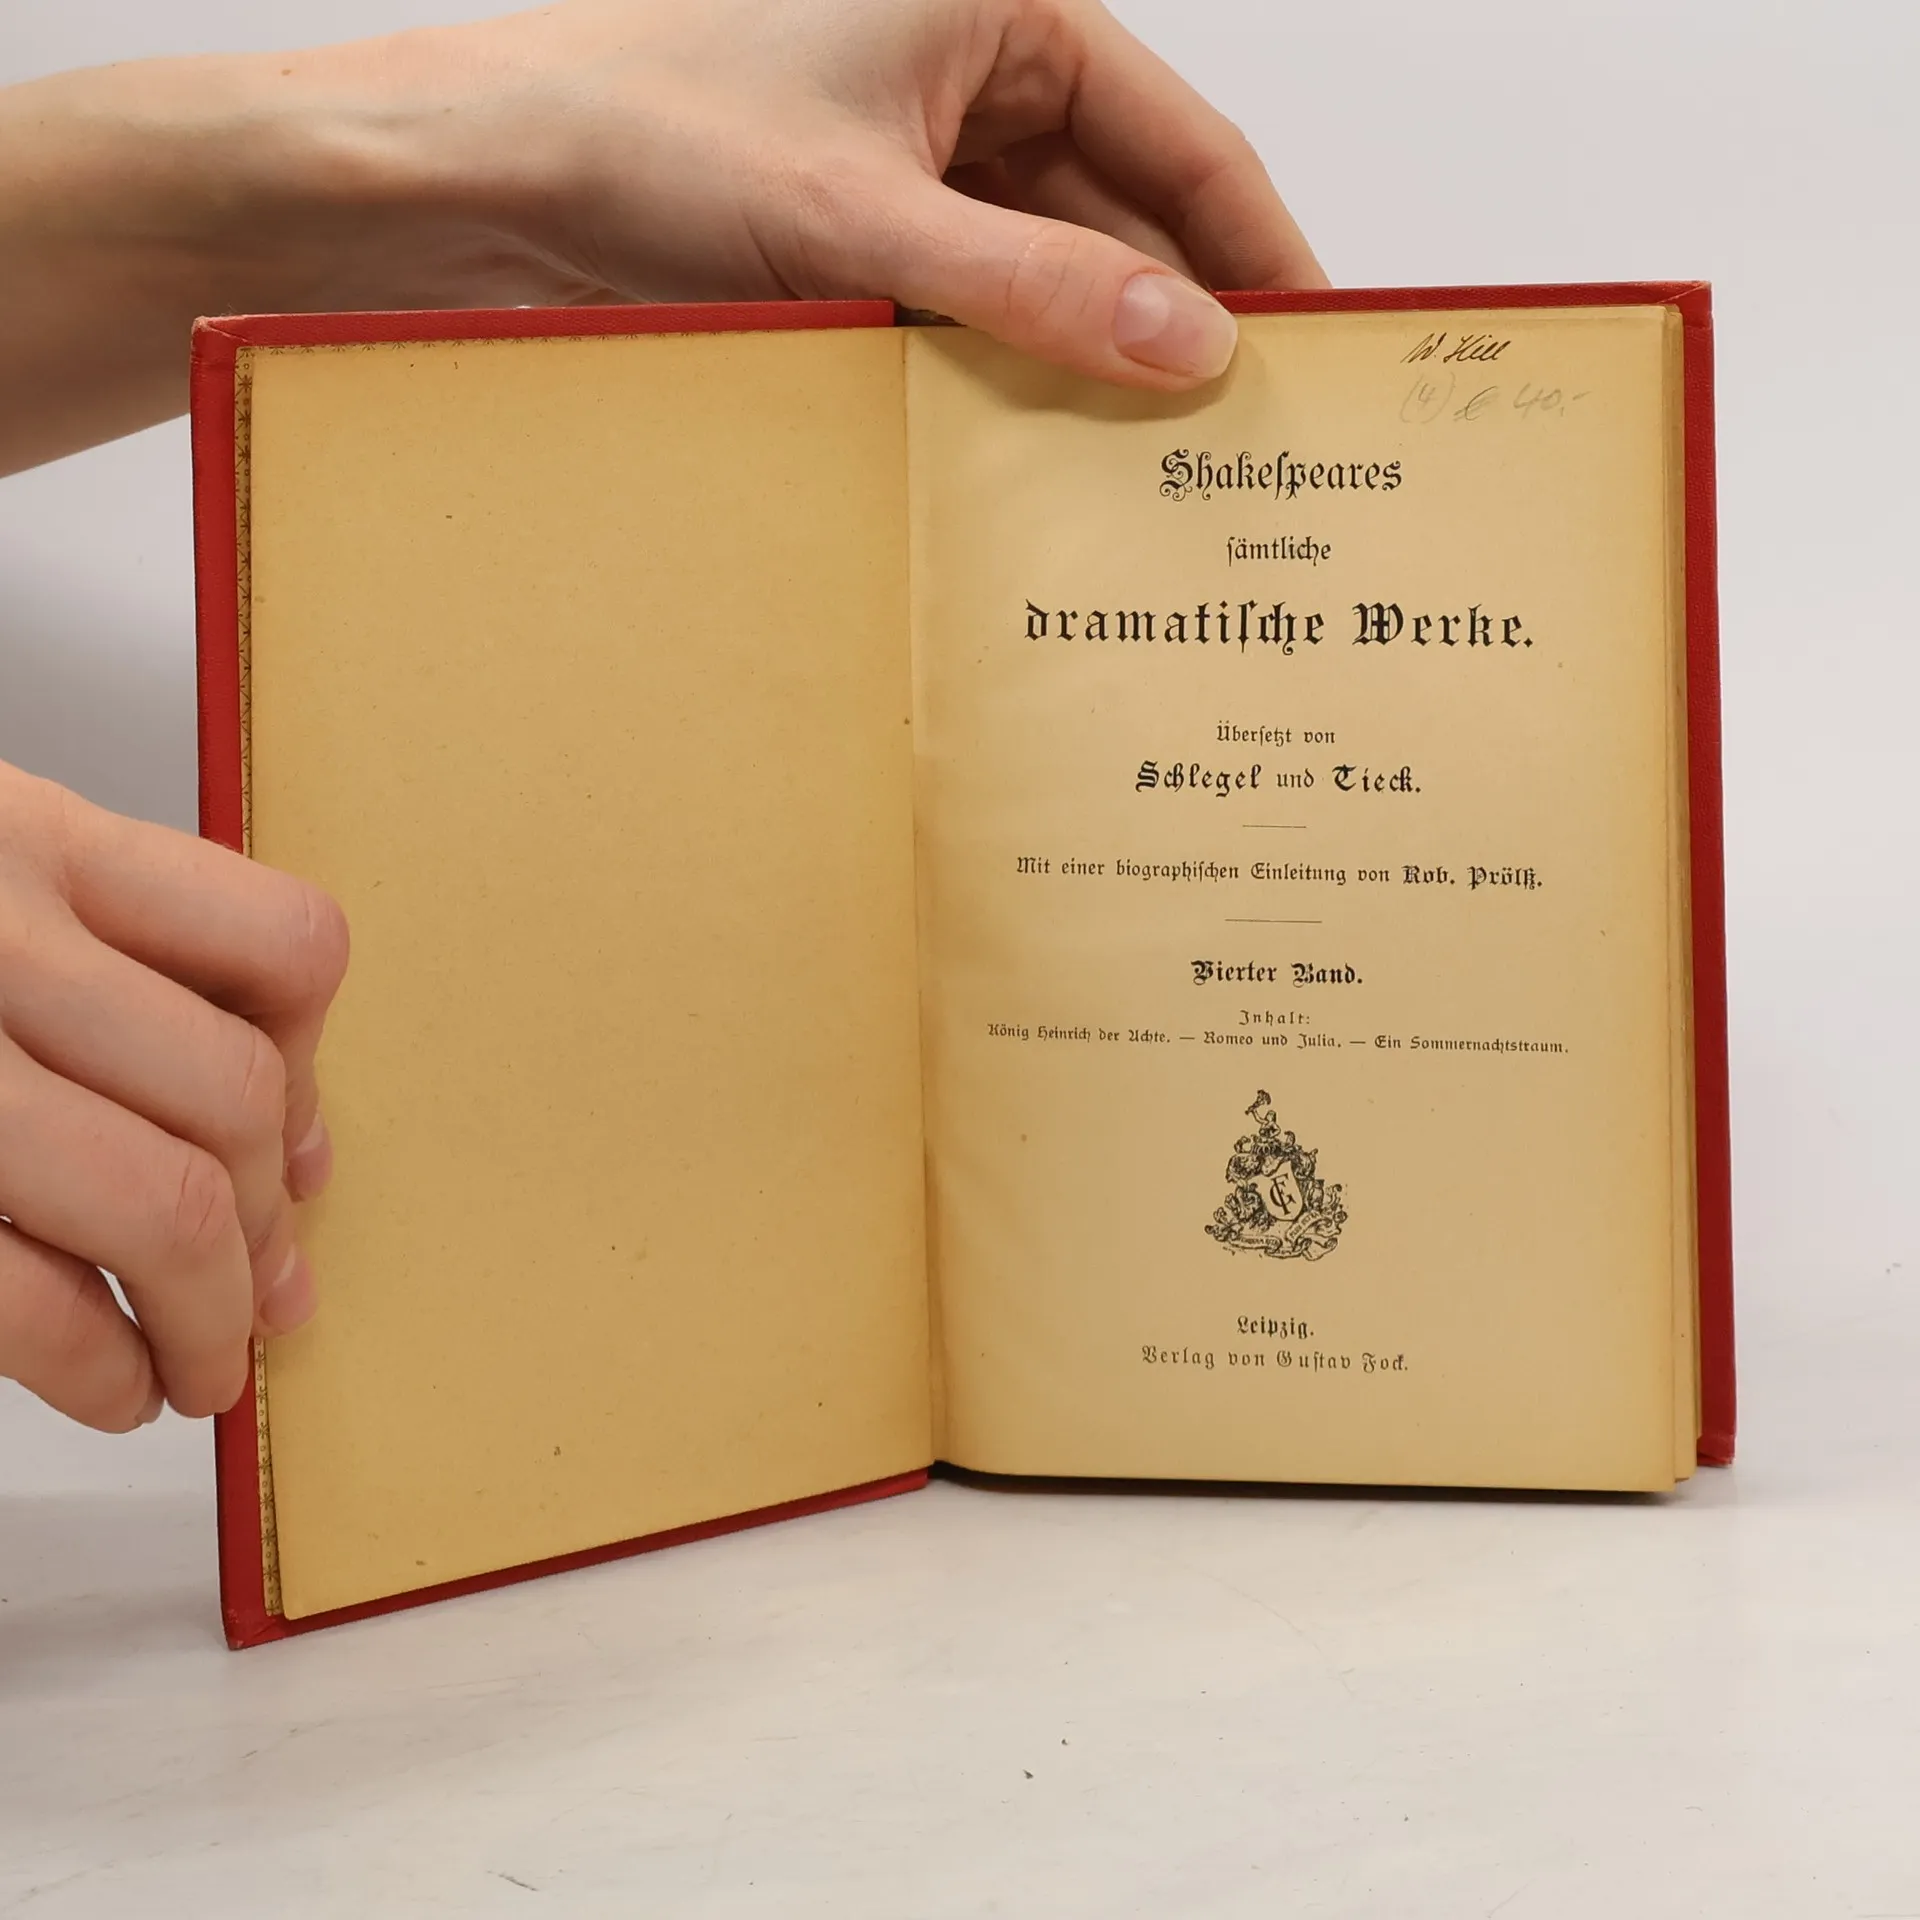 W. Hill
(4) € 40,-
Shakeſpeares
ſämtliche
dramatiſche Werke.
Überſetzt von
Schlegel und Tieck.
Mit einer biographiſchen Einleitung von Rob. Prölß.
Vierter Band.
Inhalt:
König Heinrich der Achte. — Romeo und Julia. — Ein Sommernachtstraum.
GF
Leipzig.
Verlag von Guſtav Fock.